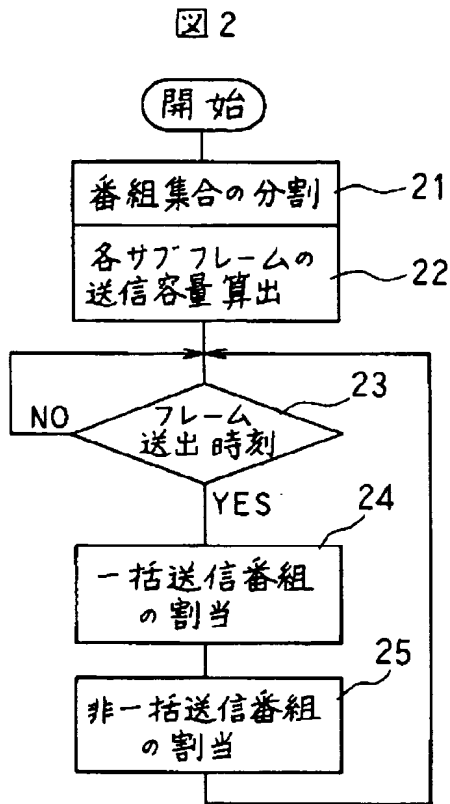 図2
開始
番組集合の分割
21
各サブフレームの
送信容量算出
22
23
NO
フレーム
送出時刻
YES
24
一括送信番組
の割当
25
非一括送信番組
の割当